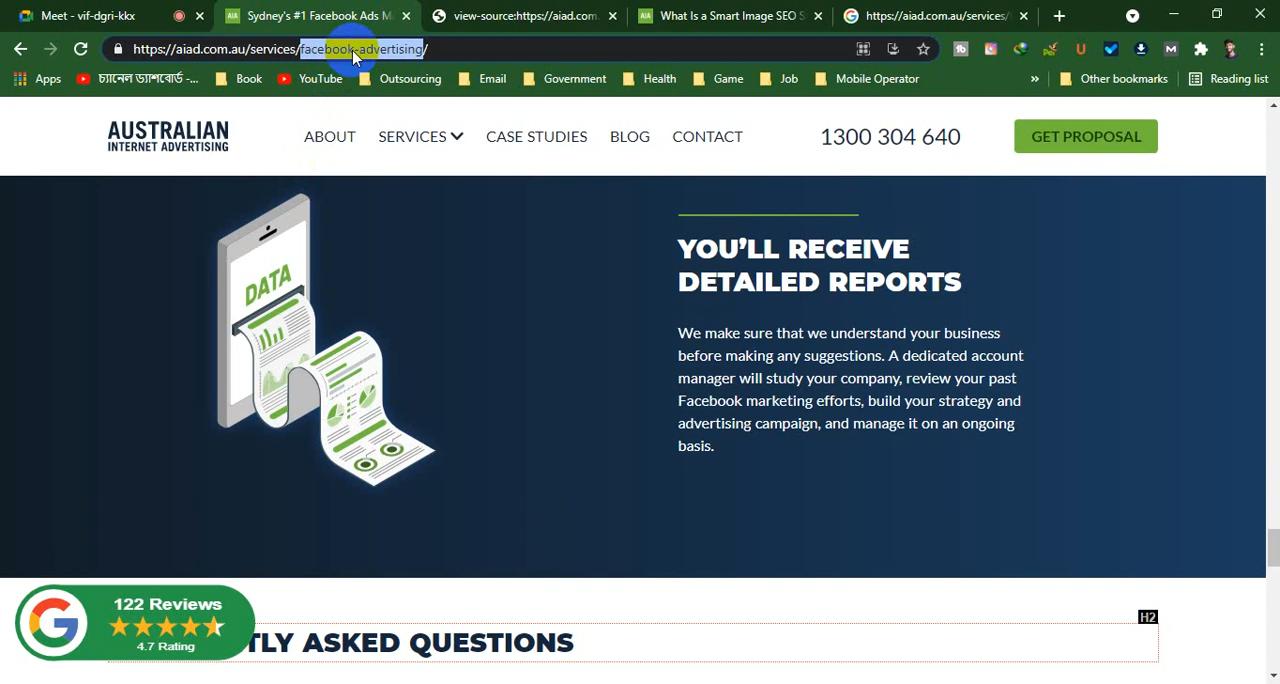 Meet - vif-dgri-kkx
Sydney's #1 Facebook Ads M
view-source:https://aiad.com.
What Is a Smart Image SEO S
https://aiad.com.au/services/
https://aiad.com.au/services/facebook-advertising/
Apps
চ্যানেল ড্যাশবোর্ড -...
Book
YouTube
Outsourcing
Email
Government
Health
Game
Job
Mobile Operator
»
Other bookmarks
Reading list
AUSTRALIAN
INTERNET ADVERTISING
ABOUT
SERVICES
CASE STUDIES
BLOG
CONTACT
1300 304 640
GET PROPOSAL
DATA
YOU’LL RECEIVE
DETAILED REPORTS
We make sure that we understand your business
before making any suggestions. A dedicated account
manager will study your company, review your past
Facebook marketing efforts, build your strategy and
advertising campaign, and manage it on an ongoing
basis.
122 Reviews
4.7 Rating
H2
TLY ASKED QUESTIONS